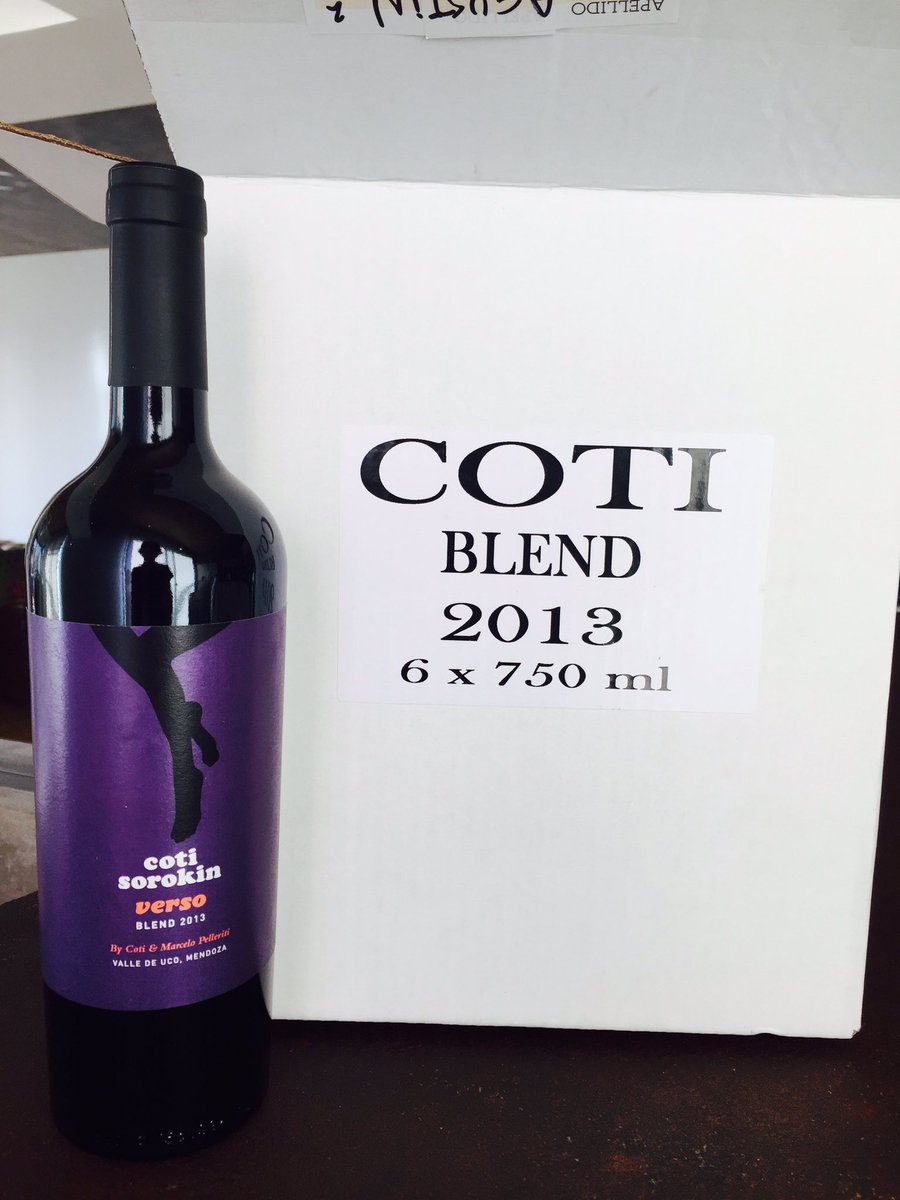 APELLIDO
AGUSTIN
COTI
BLEND
2013
6 x 750 ml
coti
sorokin
verso
BLEND 2013
By Coti & Marcelo Pelleriti
VALLE DE UCO, MENDOZA